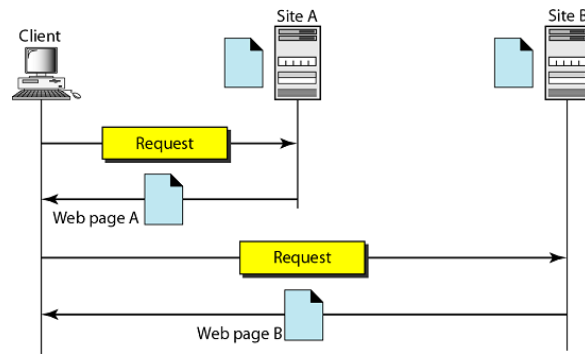 Site A
Site B
Client
Request
Web page A
Request
Web page B